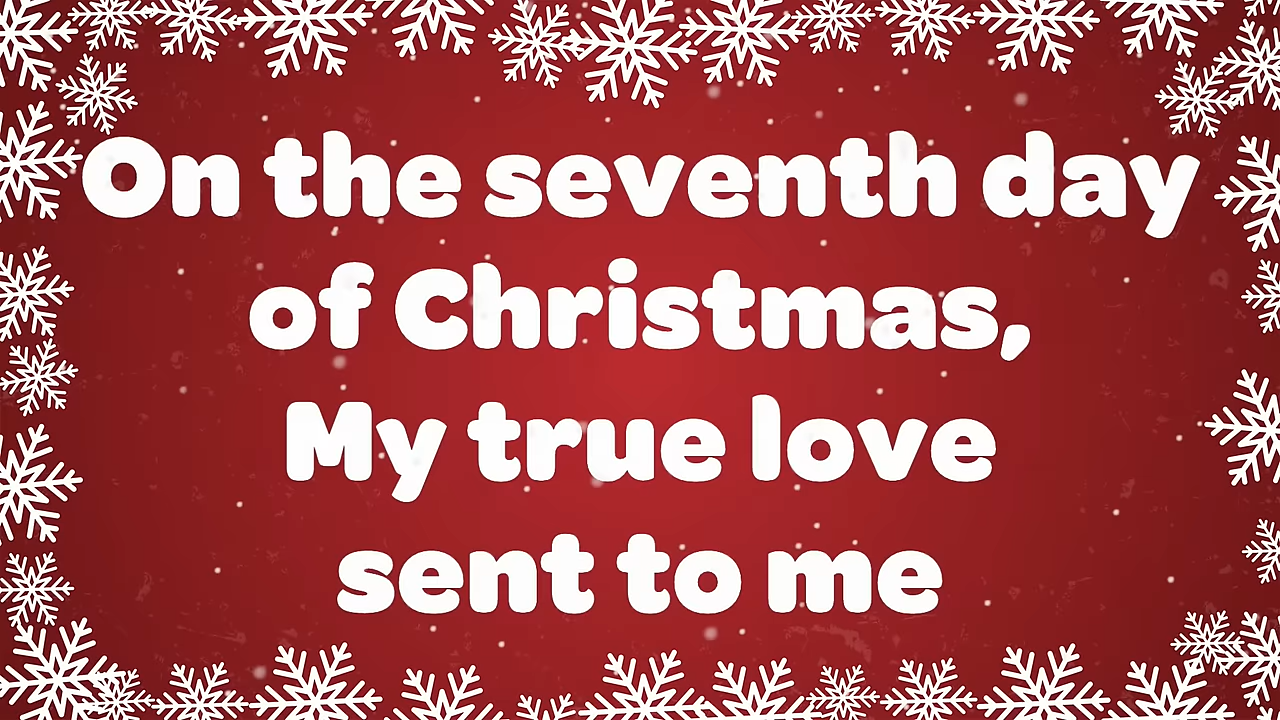 On the seventh day
of Christmas,
My true love
sent to me